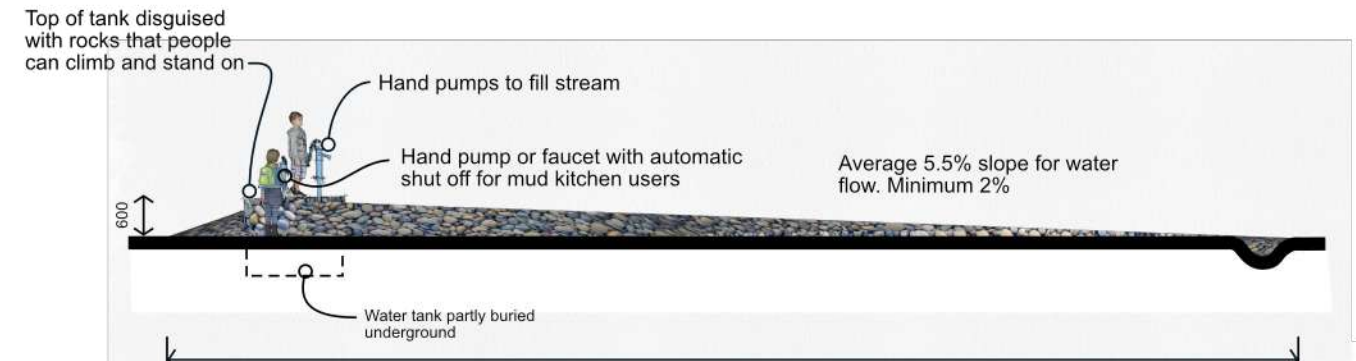 Top of tank disguised
with rocks that people
can climb and stand on
Hand pumps to fill stream
Hand pump or faucet with automatic
shut off for mud kitchen users
Average 5.5% slope for water
flow. Minimum 2%
600
Water tank partly buried
underground